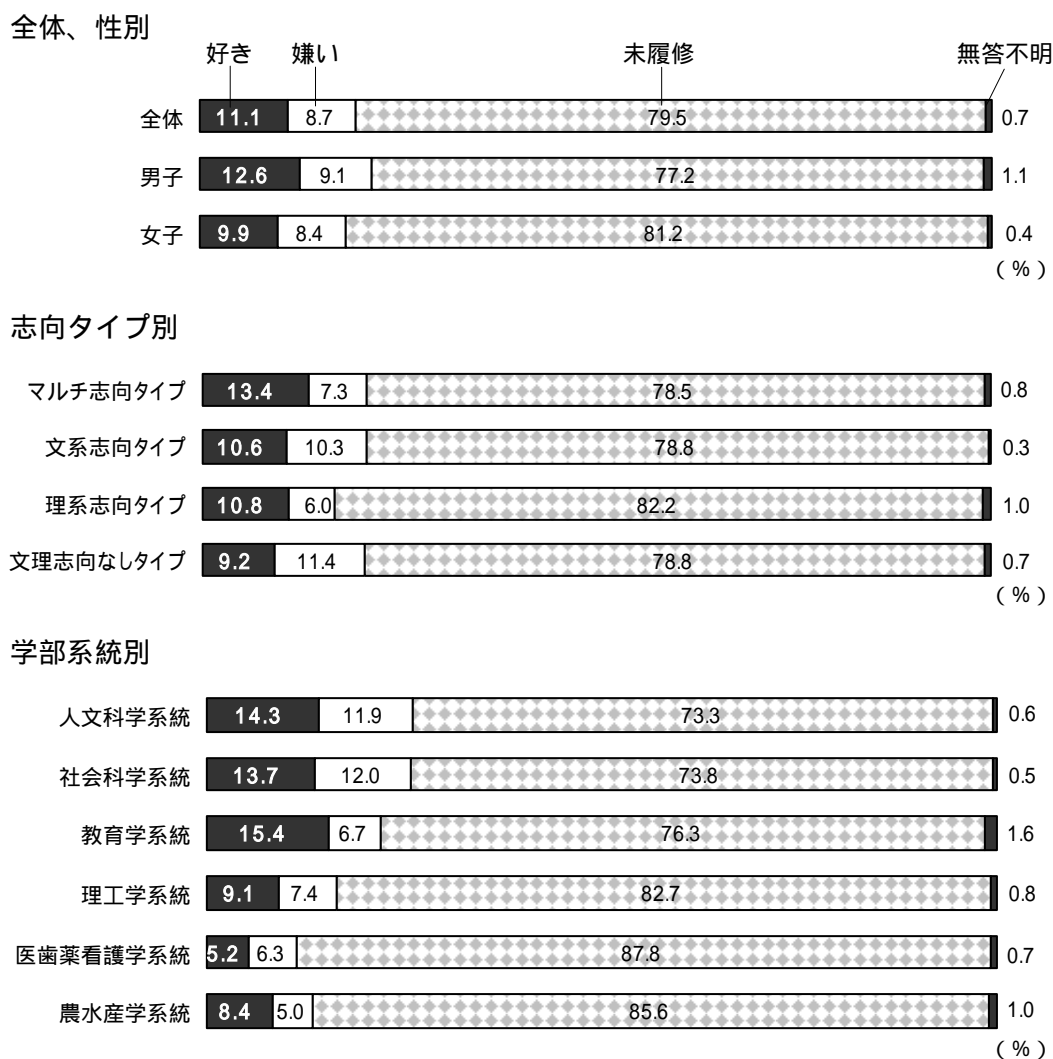 全体、性別
好き 嫌い 未履修 無答不明
全体 11.1 8.7 79.5 0.7
男子 12.6 9.1 77.2 1.1
女子 9.9 8.4 81.2 0.4
(%)
志向タイプ別
マルチ志向タイプ 13.4 7.3 78.5 0.8
文系志向タイプ 10.6 10.3 78.8 0.3
理系志向タイプ 10.8 6.0 82.2 1.0
文理志向なしタイプ 9.2 11.4 78.8 0.7
(%)
学部系統別
人文科学系統 14.3 11.9 73.3 0.6
社会科学系統 13.7 12.0 73.8 0.5
教育学系統 15.4 6.7 76.3 1.6
理工学系統 9.1 7.4 82.7 0.8
医歯薬看護学系統 5.2 6.3 87.8 0.7
農水産学系統 8.4 5.0 85.6 1.0
(%)